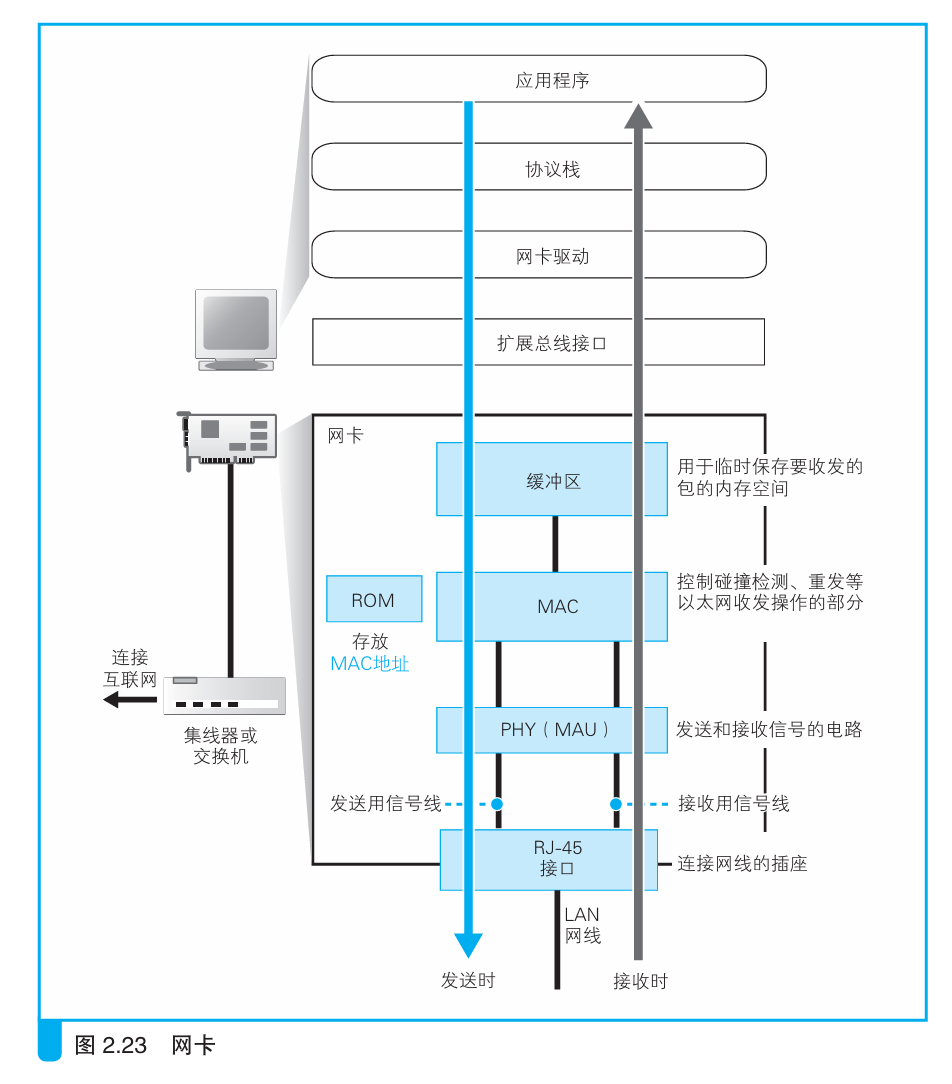 应用程序
协议栈
网卡驱动
扩展总线接口
网卡
缓冲区
用于临时保存要收发的
包的内存空间
ROM
存放
MAC地址
MAC
控制碰撞检测、重发等
以太网收发操作的部分
连接
互联网
集线器或
交换机
PHY（MAU）
发送和接收信号的电路
发送用信号线
接收用信号线
RJ-45
接口
连接网线的插座
LAN
网线
发送时
接收时
图 2.23 网卡